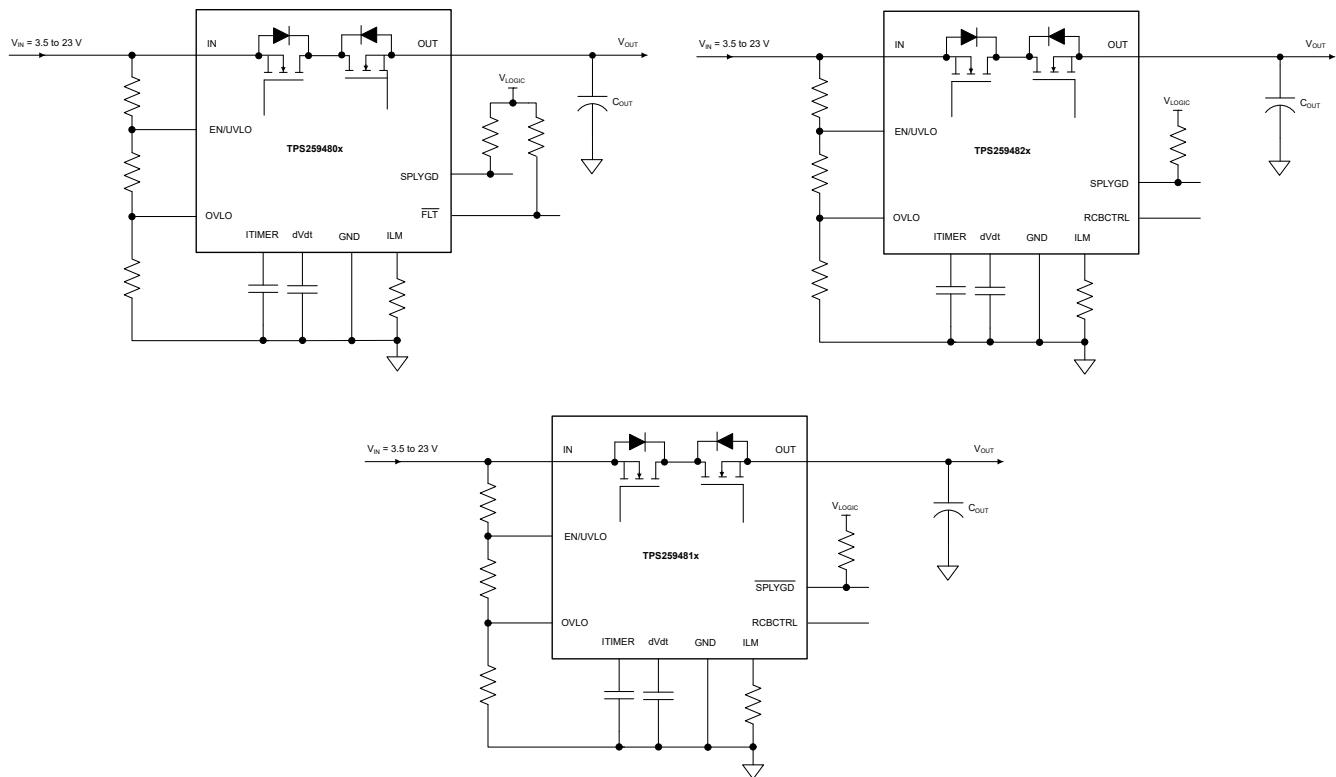 V_IN = 3.5 to 23 V
IN
OUT
V_OUT
V_LOGIC
C_OUT
EN/UVLO
TPS259480x
SPLYGD
OVLO
FLT
ITIMER
dVdt
GND
ILM
V_IN = 3.5 to 23 V
IN
OUT
V_OUT
V_LOGIC
C_OUT
EN/UVLO
TPS259482x
SPLYGD
OVLO
RCBCTRL
ITIMER
dVdt
GND
ILM
V_IN = 3.5 to 23 V
IN
OUT
V_OUT
V_LOGIC
C_OUT
EN/UVLO
TPS259481x
SPLYGD
OVLO
RCBCTRL
ITIMER
dVdt
GND
ILM